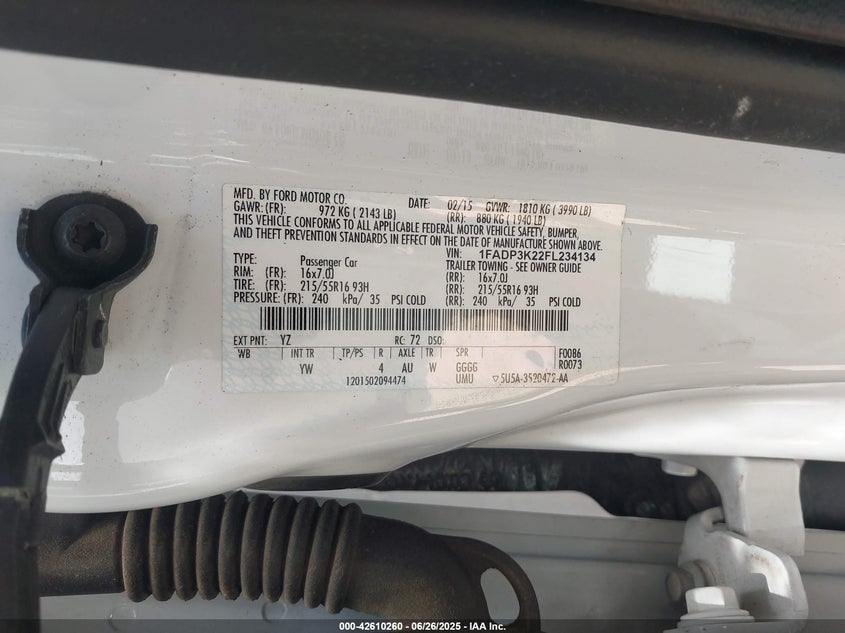 MFD. BY FORD MOTOR CO. DATE: 02/15 GVWR: 1810 KG ( 3990 LB)
GAWR: (FR): 972 KG ( 2143 LB) (RR): 880 KG ( 1940 LB)
THIS VEHICLE CONFORMS TO ALL APPLICABLE FEDERAL MOTOR VEHICLE SAFETY, BUMPER,
AND THEFT PREVENTION STANDARDS IN EFFECT ON THE DATE OF MANUFACTURE SHOWN ABOVE.
VIN: 1FADP3K22FL234134
TYPE: Passenger Car TRAILER TOWING - SEE OWNER GUIDE
RIM: (FR): 16x7.0J (RR): 16x7.0J
TIRE: (FR): 215/55R16 93H (RR): 215/55R16 93H
PRESSURE: (FR): 240 kPa/ 35 PSI COLD (RR): 240 kPa/ 35 PSI COLD
EXT PNT: YZ RC: 72 DSO:
WB INT TR TP/PS R AXLE TR SPR F0086
YW 4 AU W GGGG R0073
1201502094474 UMU ▽5U5A-3520472-AA
000-42610260 - 06/26/2025 - IAA Inc.